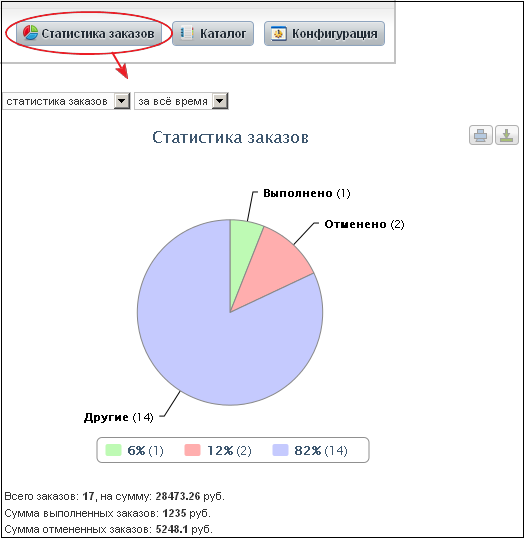 Статистика заказов Каталог Конфигурация
статистика заказов за всё время
Статистика заказов
Выполнено (1)
Отменено (2)
Другие (14)
6% (1) 12% (2) 82% (14)
Всего заказов: 17, на сумму: 28473.26 руб.
Сумма выполненных заказов: 1235 руб.
Сумма отмененных заказов: 5248.1 руб.